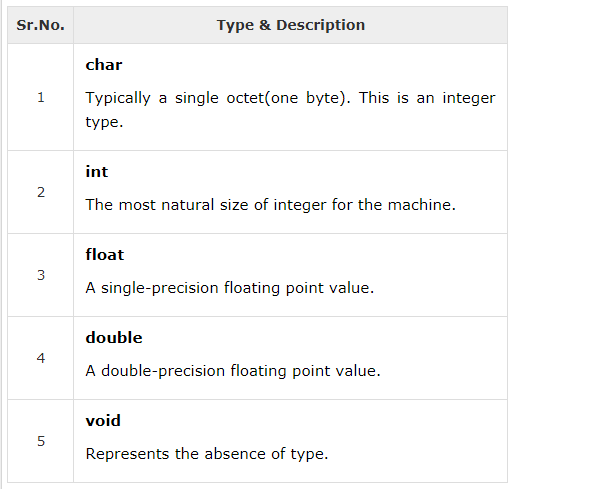 Sr.No. Type & Description
char
1
Typically a single octet(one byte). This is an integer
type.
int
2
The most natural size of integer for the machine.
float
3
A single-precision floating point value.
double
4
A double-precision floating point value.
void
5
Represents the absence of type.